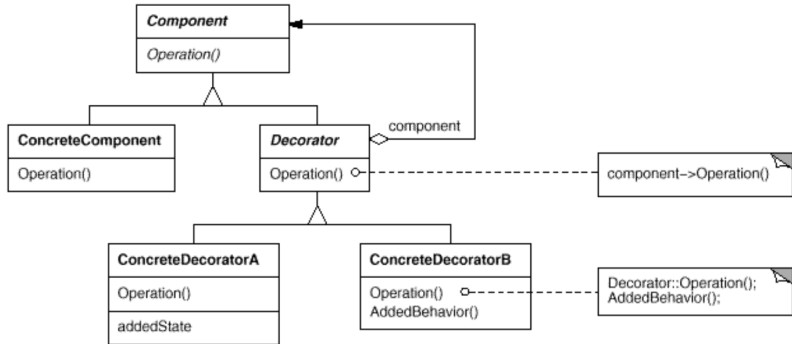 Component
Operation()
component
ConcreteComponent
Operation()
Decorator
Operation()
component->Operation()
ConcreteDecoratorA
Operation()
addedState
ConcreteDecoratorB
Operation()
AddedBehavior()
Decorator::Operation();
AddedBehavior();